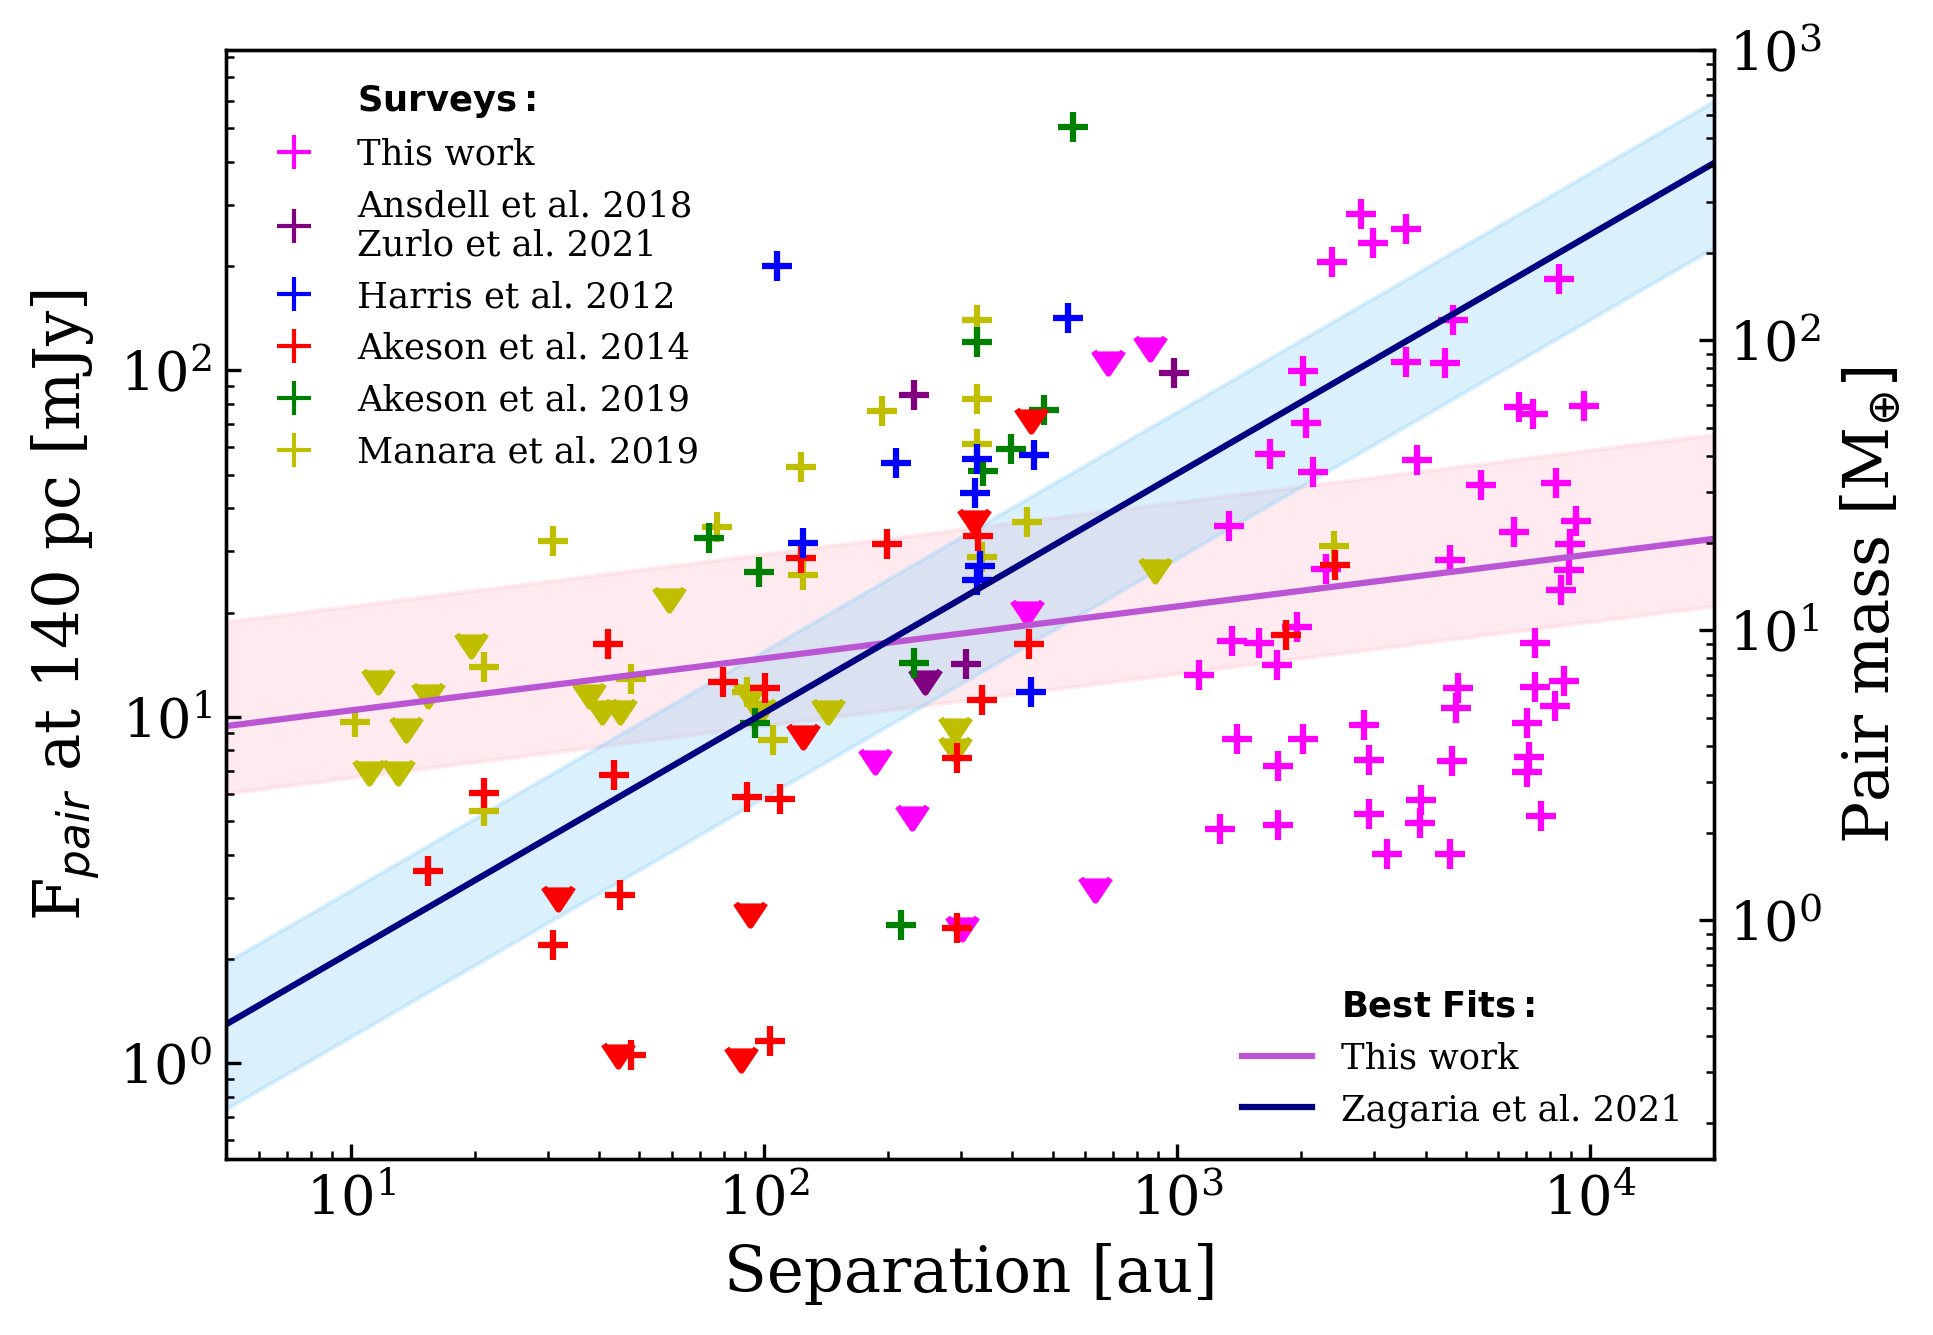 Surveys:
This work
Ansdell et al. 2018
Zurlo et al. 2021
Harris et al. 2012
Akeson et al. 2014
Akeson et al. 2019
Manara et al. 2019
F_pair at 140 pc [mJy]
10^2
10^1
10^0
10^3
10^2
10^1
10^0
Pair mass [M_⊕]
Best Fits:
This work
Zagaria et al. 2021
10^1
10^2
10^3
10^4
Separation [au]